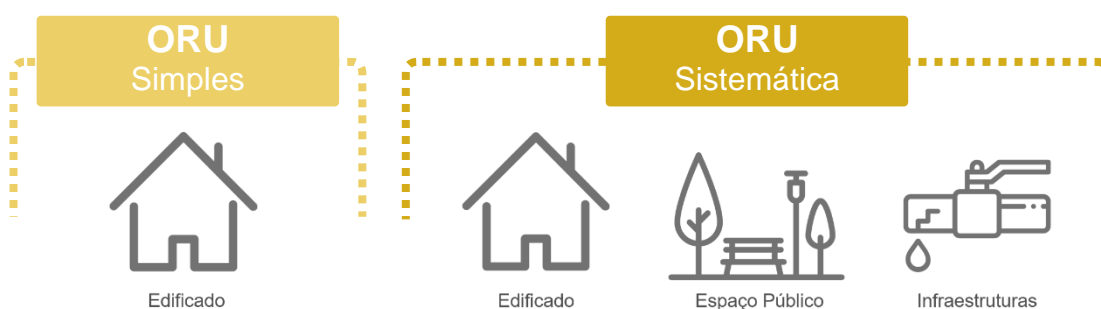 ORU
Simples
ORU
Sistemática
Edificado
Edificado
Espaço Público
Infraestruturas